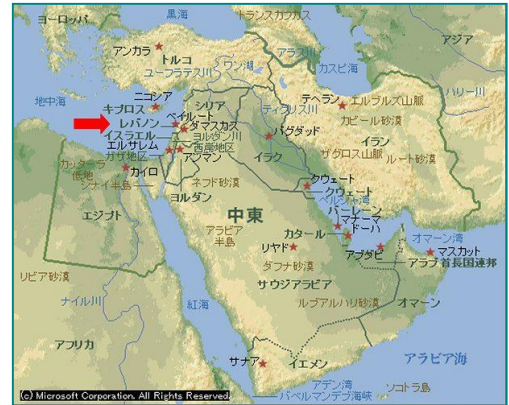 黒海
トランスカフカス
ヨーロッパ
アジア
アンカラ
トルコ
アラス川
カスピ海
ワン湖
ユーフラテス川
地中海
ニコシア
シリア
ティグリス川
テヘラン
エルブルズ山脈
ハリー川
キプロス
レバノン
ベイルート
カビール砂漠
イスラエル
ダマスカス
バグダッド
イラン
エルサレム
ヨルダン川
西岸地区
ザグロス山脈
ルート砂漠
ガザ地区
アンマン
イラク
カッターラ
低地
カイロ
シナイ半島
ネフド砂漠
クウェート
クウェート
ヨルダン
ペルシャ湾
エジプト
中東
バーレーン
マナーマ
アラビア
半島
カタール
ドーハ
オマーン湾
リヤド
アブダビ
マスカット
ダフナ砂漠
アラブ首長国連邦
リビア砂漠
サウジアラビア
ナイル川
紅海
ルブアルハリ砂漠
オマーン
アフリカ
サナア
イエメン
アラビア海
アデン湾
ソコトラ島
バベルマンデブ海峡
(c) Microsoft Corporation. All Rights Reserved.